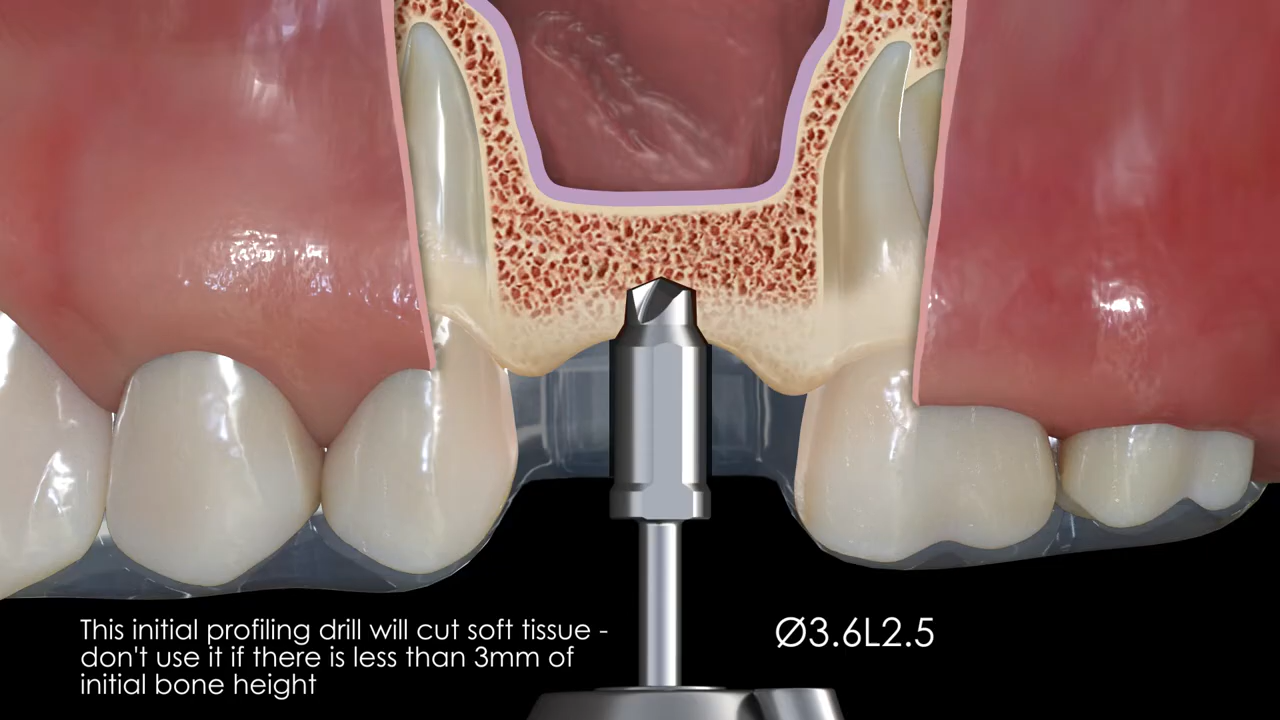 This initial profiling drill will cut soft tissue -
don't use it if there is less than 3mm of
initial bone height
Ø3.6L2.5